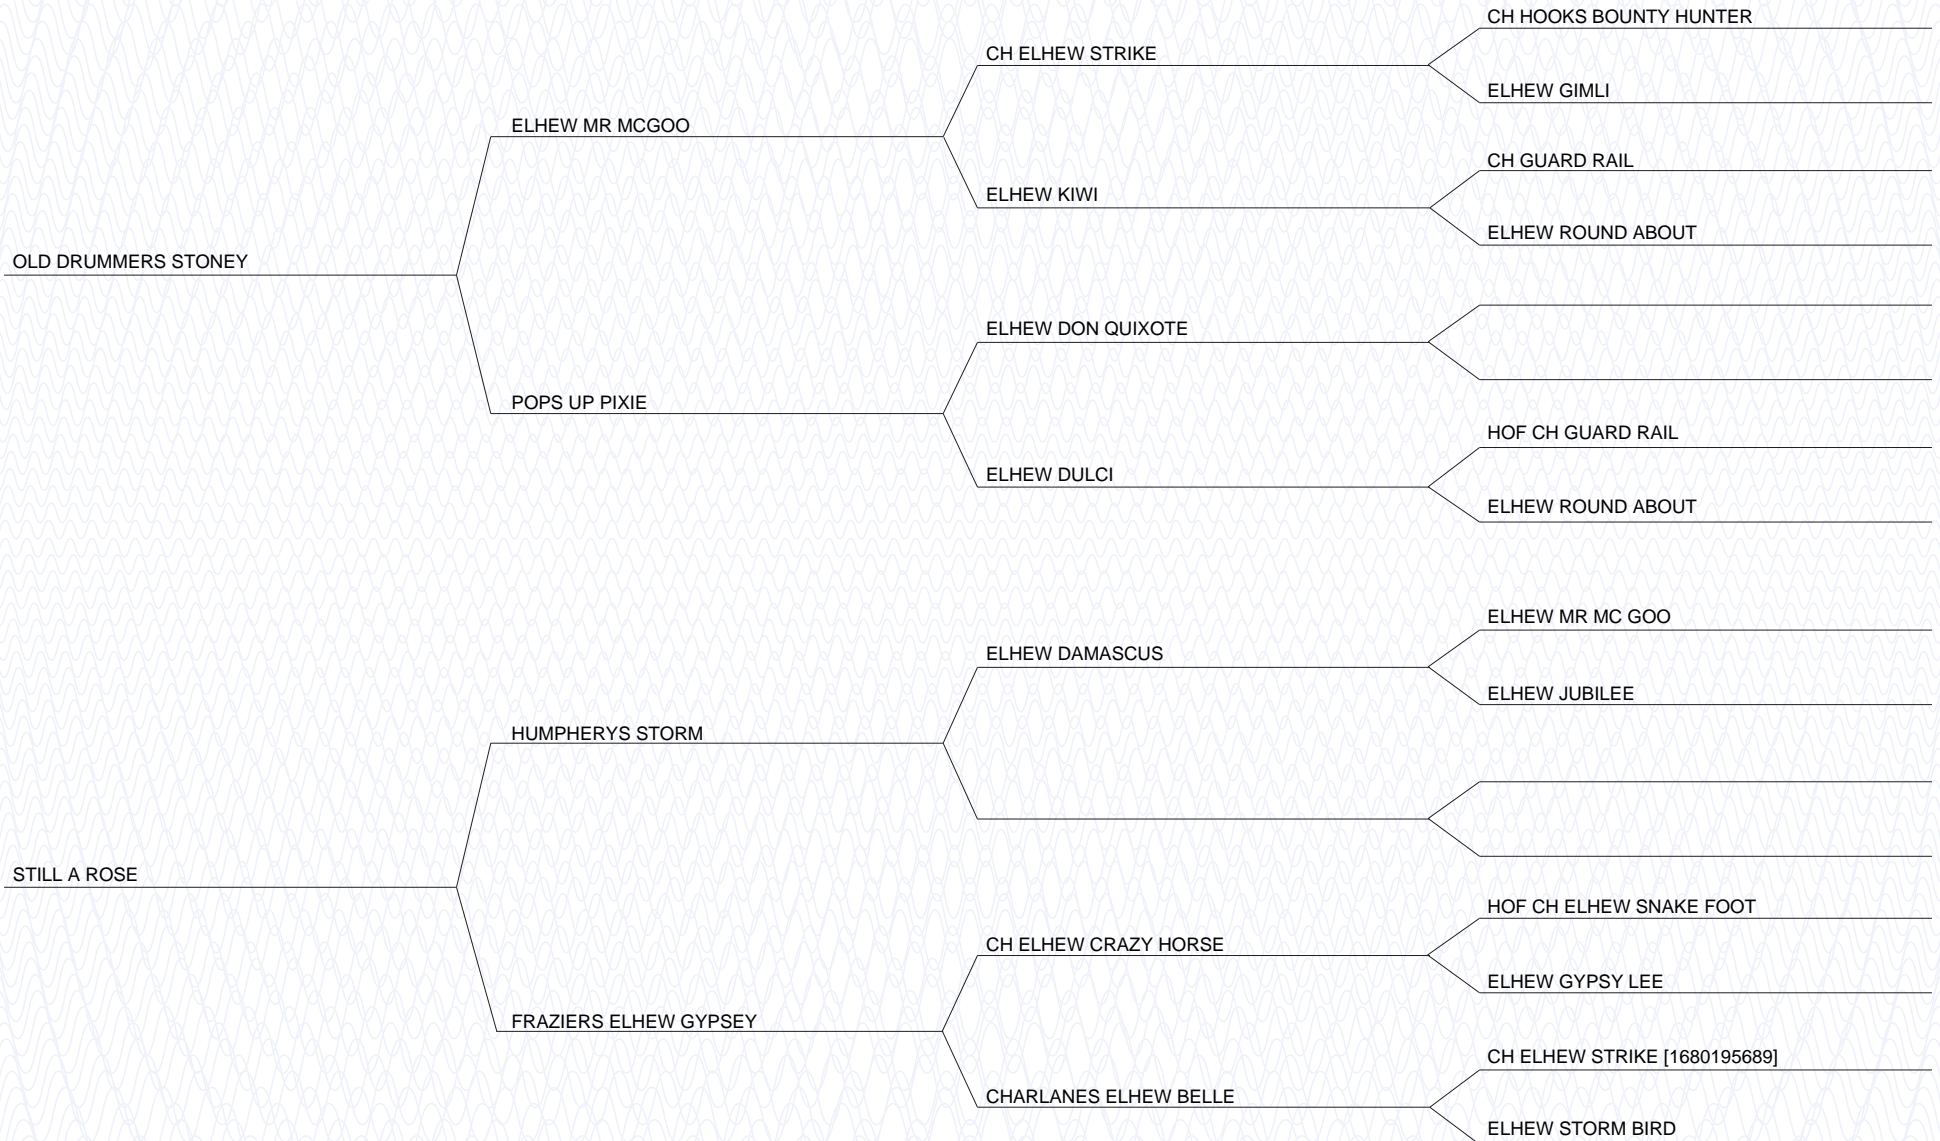 CH HOOKS BOUNTY HUNTER
CH ELHEW STRIKE
ELHEW GIMLI
ELHEW MR MCGOO
CH GUARD RAIL
ELHEW KIWI
ELHEW ROUND ABOUT
OLD DRUMMERS STONEY
ELHEW DON QUIXOTE
POPS UP PIXIE
HOF CH GUARD RAIL
ELHEW DULCI
ELHEW ROUND ABOUT
ELHEW MR MC GOO
ELHEW DAMASCUS
ELHEW JUBILEE
HUMPHERYS STORM
STILL A ROSE
HOF CH ELHEW SNAKE FOOT
CH ELHEW CRAZY HORSE
ELHEW GYPSY LEE
FRAZIERS ELHEW GYPSEY
CH ELHEW STRIKE [1680195689]
CHARLANES ELHEW BELLE
ELHEW STORM BIRD